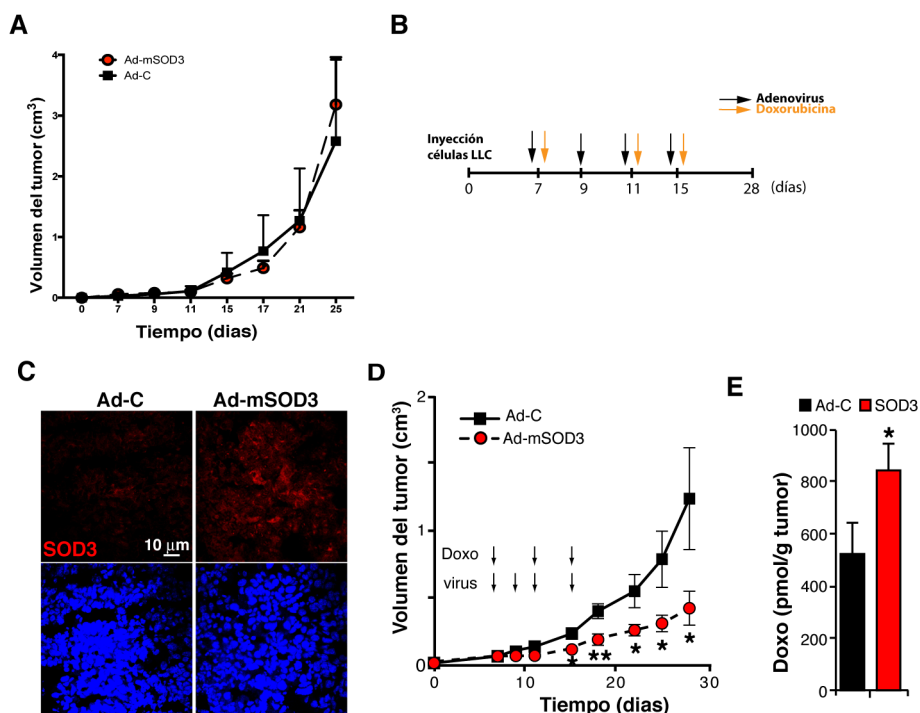 A
Ad-mSOD3
Ad-C
Volumen del tumor (cm³)
4
3
2
1
0
0 7 9 11 15 17 21 25
Tiempo (dias)
B
Adenovirus
Doxorubicina
Inyección
células LLC
0 7 9 11 15 28 (días)
C
Ad-C Ad-mSOD3
SOD3
10 µm
D
Volumen del tumor (cm³)
2
1
0
Ad-C
Ad-mSOD3
Doxo
virus
* ** * * *
0 10 20 30
Tiempo (dias)
E
Ad-C SOD3
Doxo (pmol/g tumor)
1000
800
600
400
200
0
*